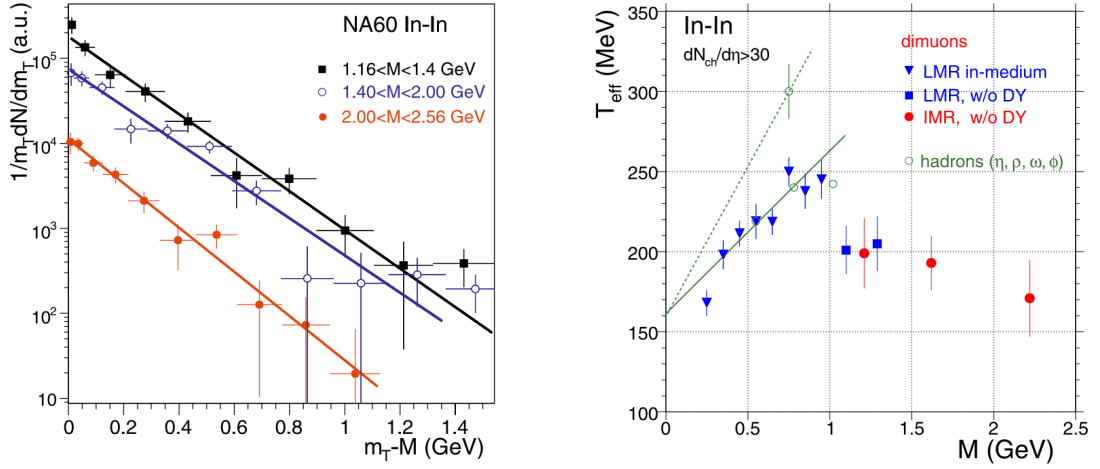 NA60 In-In
1.16<M<1.4 GeV
1.40<M<2.00 GeV
2.00<M<2.56 GeV
1/m_T dN/dm_T (a.u.)
10^5
10^4
10^3
10^2
10
0 0.2 0.4 0.6 0.8 1 1.2 1.4
m_T-M (GeV)
In-In
dN_ch/dη>30
dimuons
LMR in-medium
LMR, w/o DY
IMR, w/o DY
hadrons (η, ρ, ω, φ)
T_eff (MeV)
350
300
250
200
150
100
0 0.5 1 1.5 2 2.5
M (GeV)